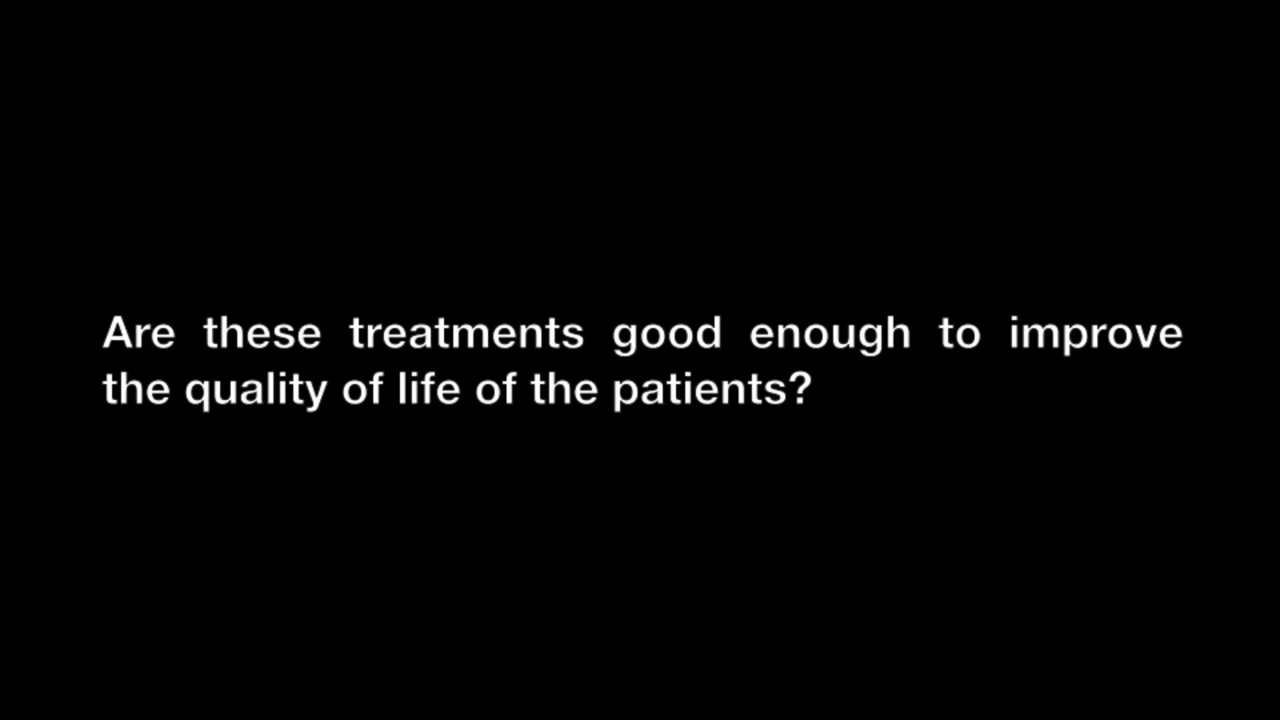 Are these treatments good enough to improve
the quality of life of the patients?